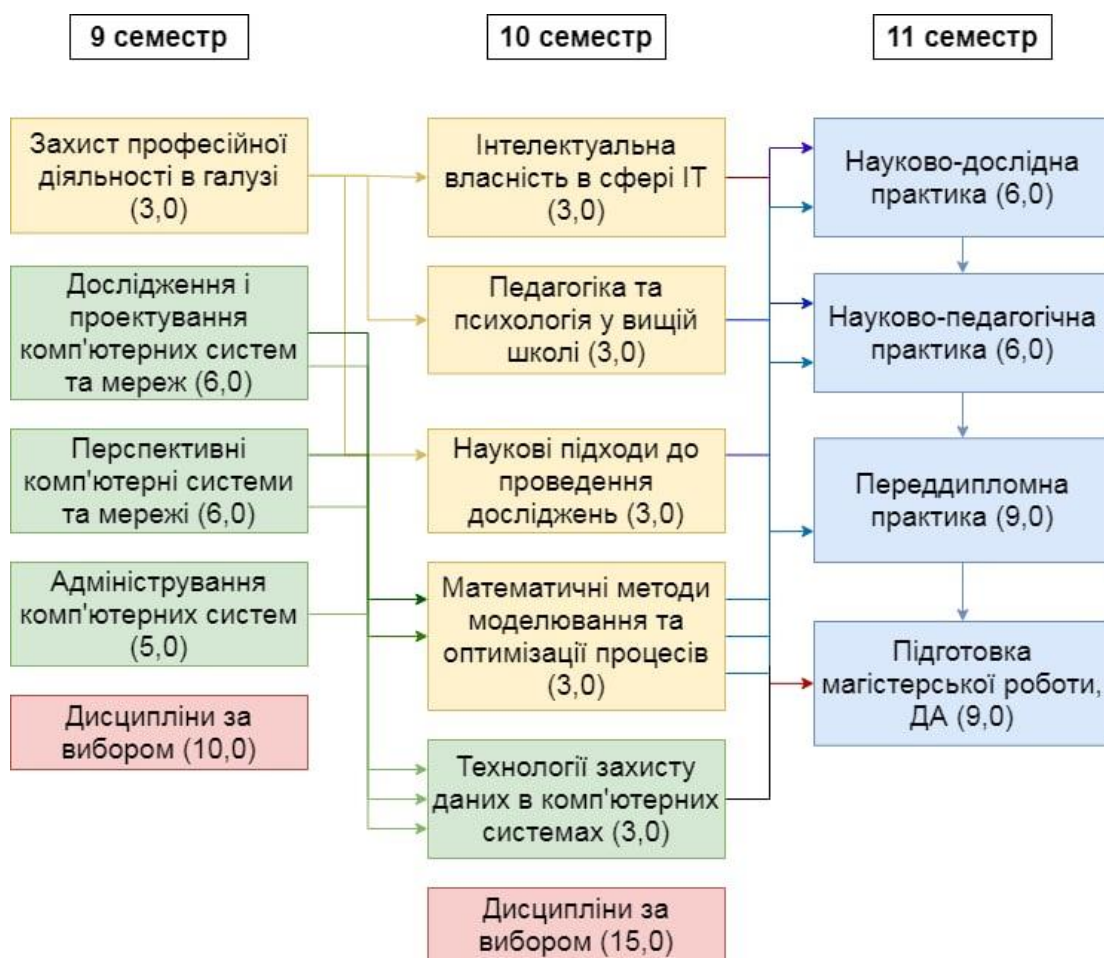 9 семестр
10 семестр
11 семестр
Захист професійної
діяльності в галузі
(3,0)
Дослідження і
проектування
комп'ютерних систем
та мереж (6,0)
Перспективні
комп'ютерні системи
та мережі (6,0)
Адміністрування
комп'ютерних систем
(5,0)
Дисципліни за
вибором (10,0)
Інтелектуальна
власність в сфері ІТ
(3,0)
Педагогіка та
психологія у вищій
школі (3,0)
Наукові підходи до
проведення
досліджень (3,0)
Математичні методи
моделювання та
оптимізації процесів
(3,0)
Технології захисту
даних в комп'ютерних
системах (3,0)
Дисципліни за
вибором (15,0)
Науково-дослідна
практика (6,0)
Науково-педагогічна
практика (6,0)
Переддипломна
практика (9,0)
Підготовка
магістерської роботи,
ДА (9,0)